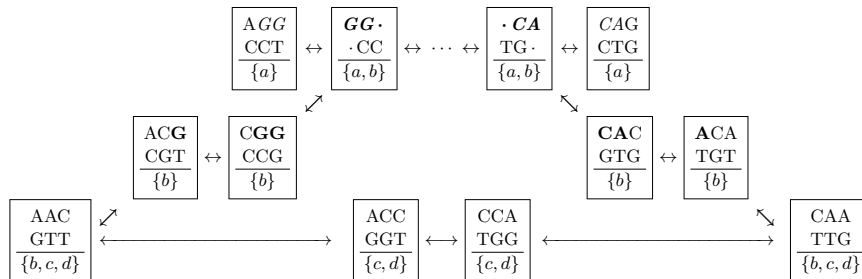 AGG GG· ·CA CAG
CCT ↔ ·CC ↔ ··· ↔ TG· ↔ CTG
{a} {a, b} {a, b} {a}
ACG CGG CAC ACA
CGT ↔ CCG GTG ↔ TGT
{b} {b} {b} {b}
AAC ACC CCA CAA
GTT ↔ GGT ↔ TGG ↔ TTG
{b, c, d} {c, d} {c, d} {b, c, d}